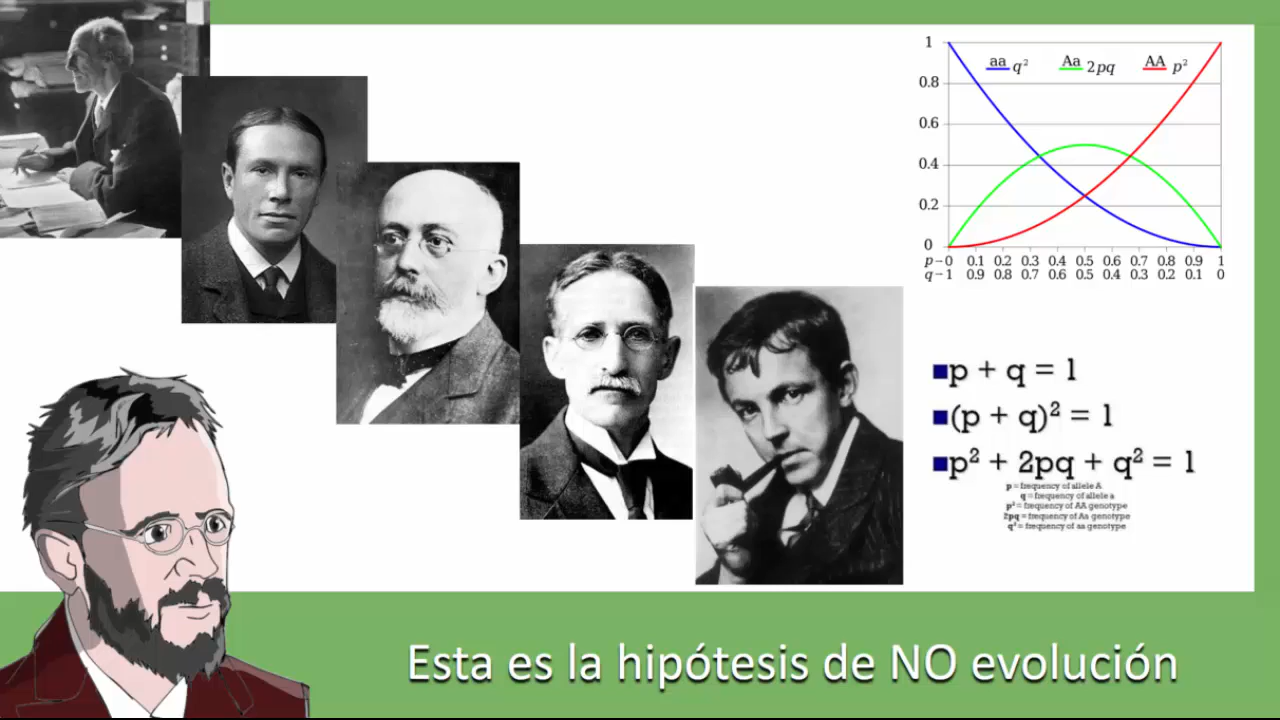 1
aa q² Aa 2pq AA p²
0.8
0.6
0.4
0.2
0
p – 0 0.1 0.2 0.3 0.4 0.5 0.6 0.7 0.8 0.9 1
q – 1 0.9 0.8 0.7 0.6 0.5 0.4 0.3 0.2 0.1 0
p + q = 1
(p + q)² = 1
p² + 2pq + q² = 1
p = frequency of allele A
q = frequency of allele a
p² = frequency of AA genotype
2pq = frequency of Aa genotype
q² = frequency of aa genotype
Esta es la hipótesis de NO evolución